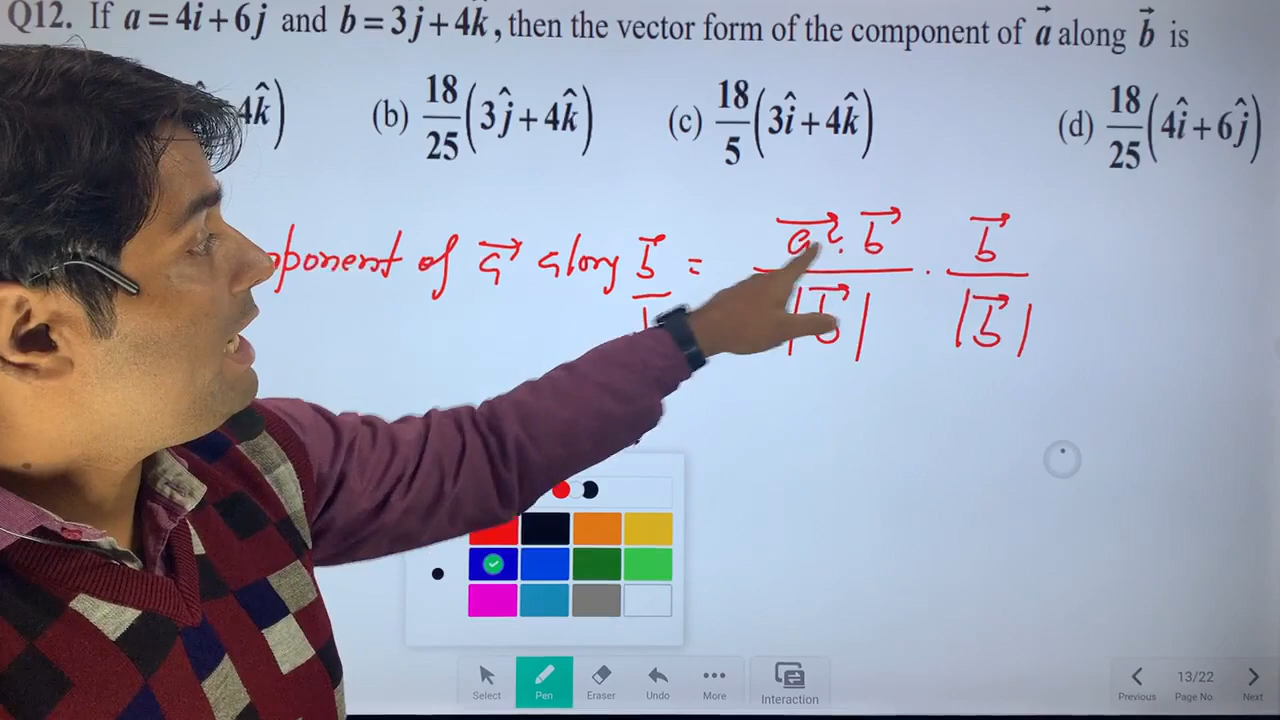 Q12. If a = 4i + 6j and b = 3j + 4k, then the vector form of the component of a⃗ along b⃗ is
4k̂) (b) 18/25 (3ĵ + 4k̂) (c) 18/5 (3î + 4k̂) (d) 18/25 (4î + 6ĵ)
ponent of a⃗ along b⃗ = a⃗ . b⃗ / |b⃗| . b⃗ / |b⃗|
Select Pen Eraser Undo More Interaction Previous 13/22 Page No. Next